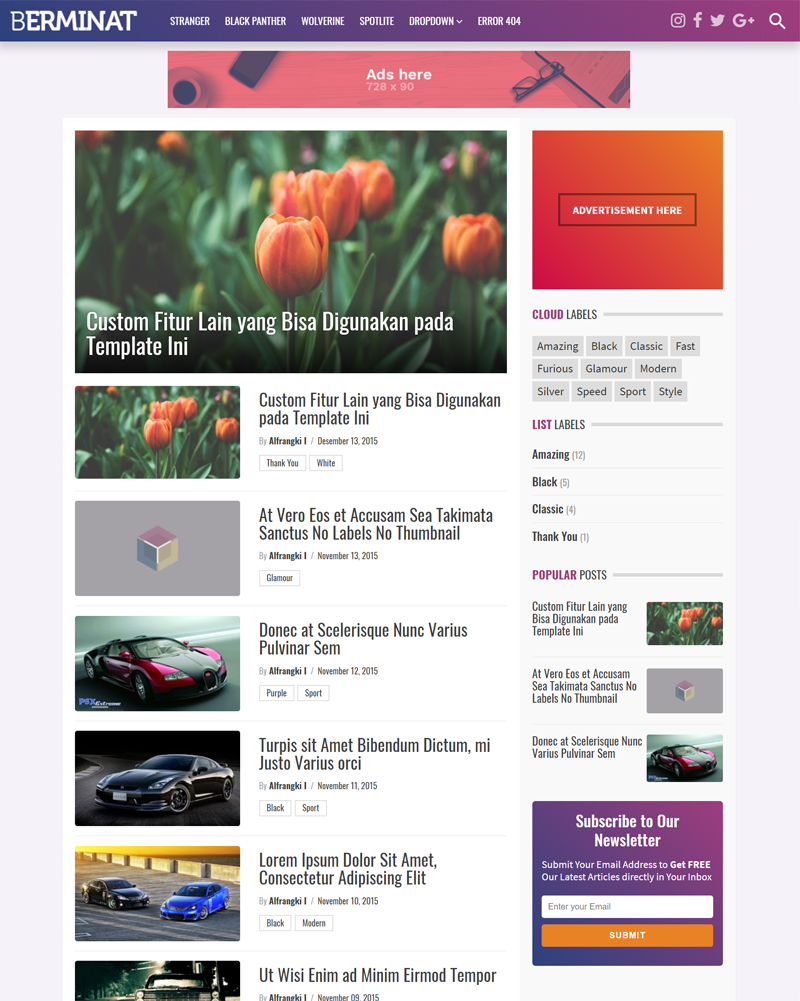 BERMINAT
STRANGER BLACK PANTHER WOLVERINE SPOTLITE DROPDOWN ERROR 404
Ads here
728 x 90
Custom Fitur Lain yang Bisa Digunakan pada
Template Ini
Custom Fitur Lain yang Bisa Digunakan
pada Template Ini
By Alfrangki I / Desember 13, 2015
Thank You White
At Vero Eos et Accusam Sea Takimata
Sanctus No Labels No Thumbnail
By Alfrangki I / November 13, 2015
Glamour
Donec at Scelerisque Nunc Varius
Pulvinar Sem
By Alfrangki I / November 12, 2015
Purple Sport
Turpis sit Amet Bibendum Dictum, mi
Justo Varius orci
By Alfrangki I / November 11, 2015
Black Sport
Lorem Ipsum Dolor Sit Amet,
Consectetur Adipiscing Elit
By Alfrangki I / November 10, 2015
Black Modern
Ut Wisi Enim ad Minim Eirmod Tempor
By Alfrangki I / November 09, 2015
ADVERTISEMENT HERE
CLOUD LABELS
Amazing Black Classic Fast
Furious Glamour Modern
Silver Speed Sport Style
LIST LABELS
Amazing (12)
Black (5)
Classic (4)
Thank You (1)
POPULAR POSTS
Custom Fitur Lain yang
Bisa Digunakan pada
Template Ini
At Vero Eos et Accusam
Sea Takimata Sanctus No
Labels No Thumbnail
Donec at Scelerisque Nunc
Varius Pulvinar Sem
Subscribe to Our
Newsletter
Submit Your Email Address to Get FREE
Our Latest Articles directly in Your Inbox
Enter your Email
SUBMIT